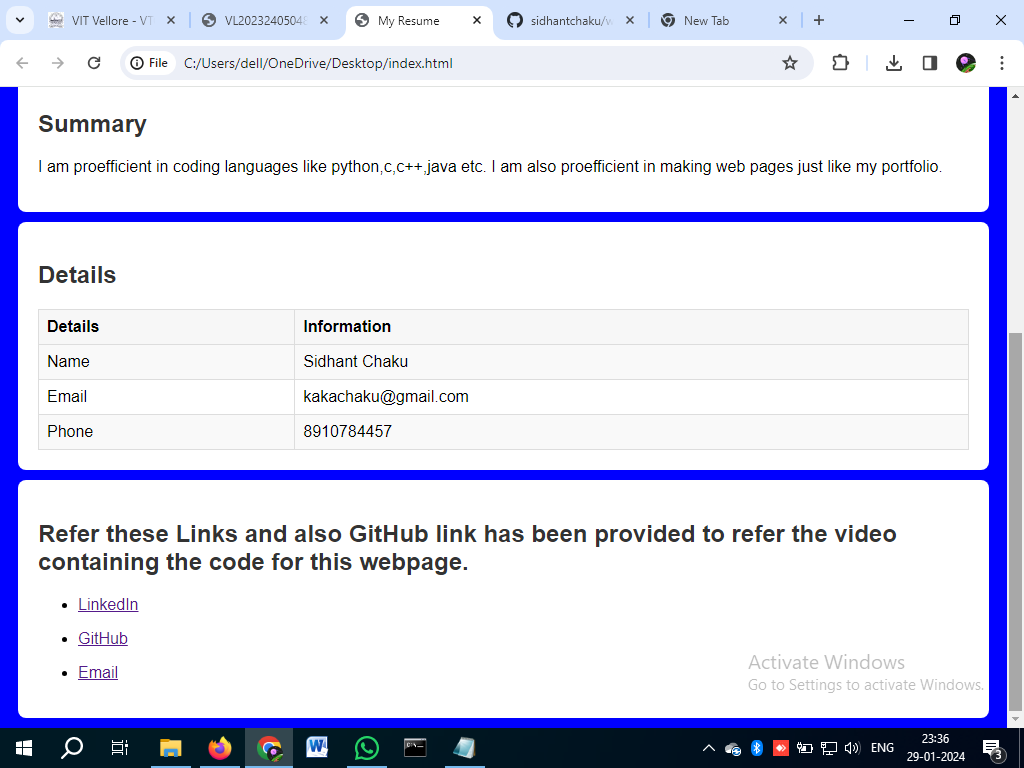 VIT Vellore - VT
VL2023240504
My Resume
sidhantchaku/w
New Tab
File
C:/Users/dell/OneDrive/Desktop/index.html
Summary
I am proefficient in coding languages like python,c,c++,java etc. I am also proefficient in making web pages just like my portfolio.
Details
Details Information
Name Sidhant Chaku
Email kakachaku@gmail.com
Phone 8910784457
Refer these Links and also GitHub link has been provided to refer the video
containing the code for this webpage.
• LinkedIn
• GitHub
• Email
Activate Windows
Go to Settings to activate Windows.
ENG
23:36
29-01-2024
3